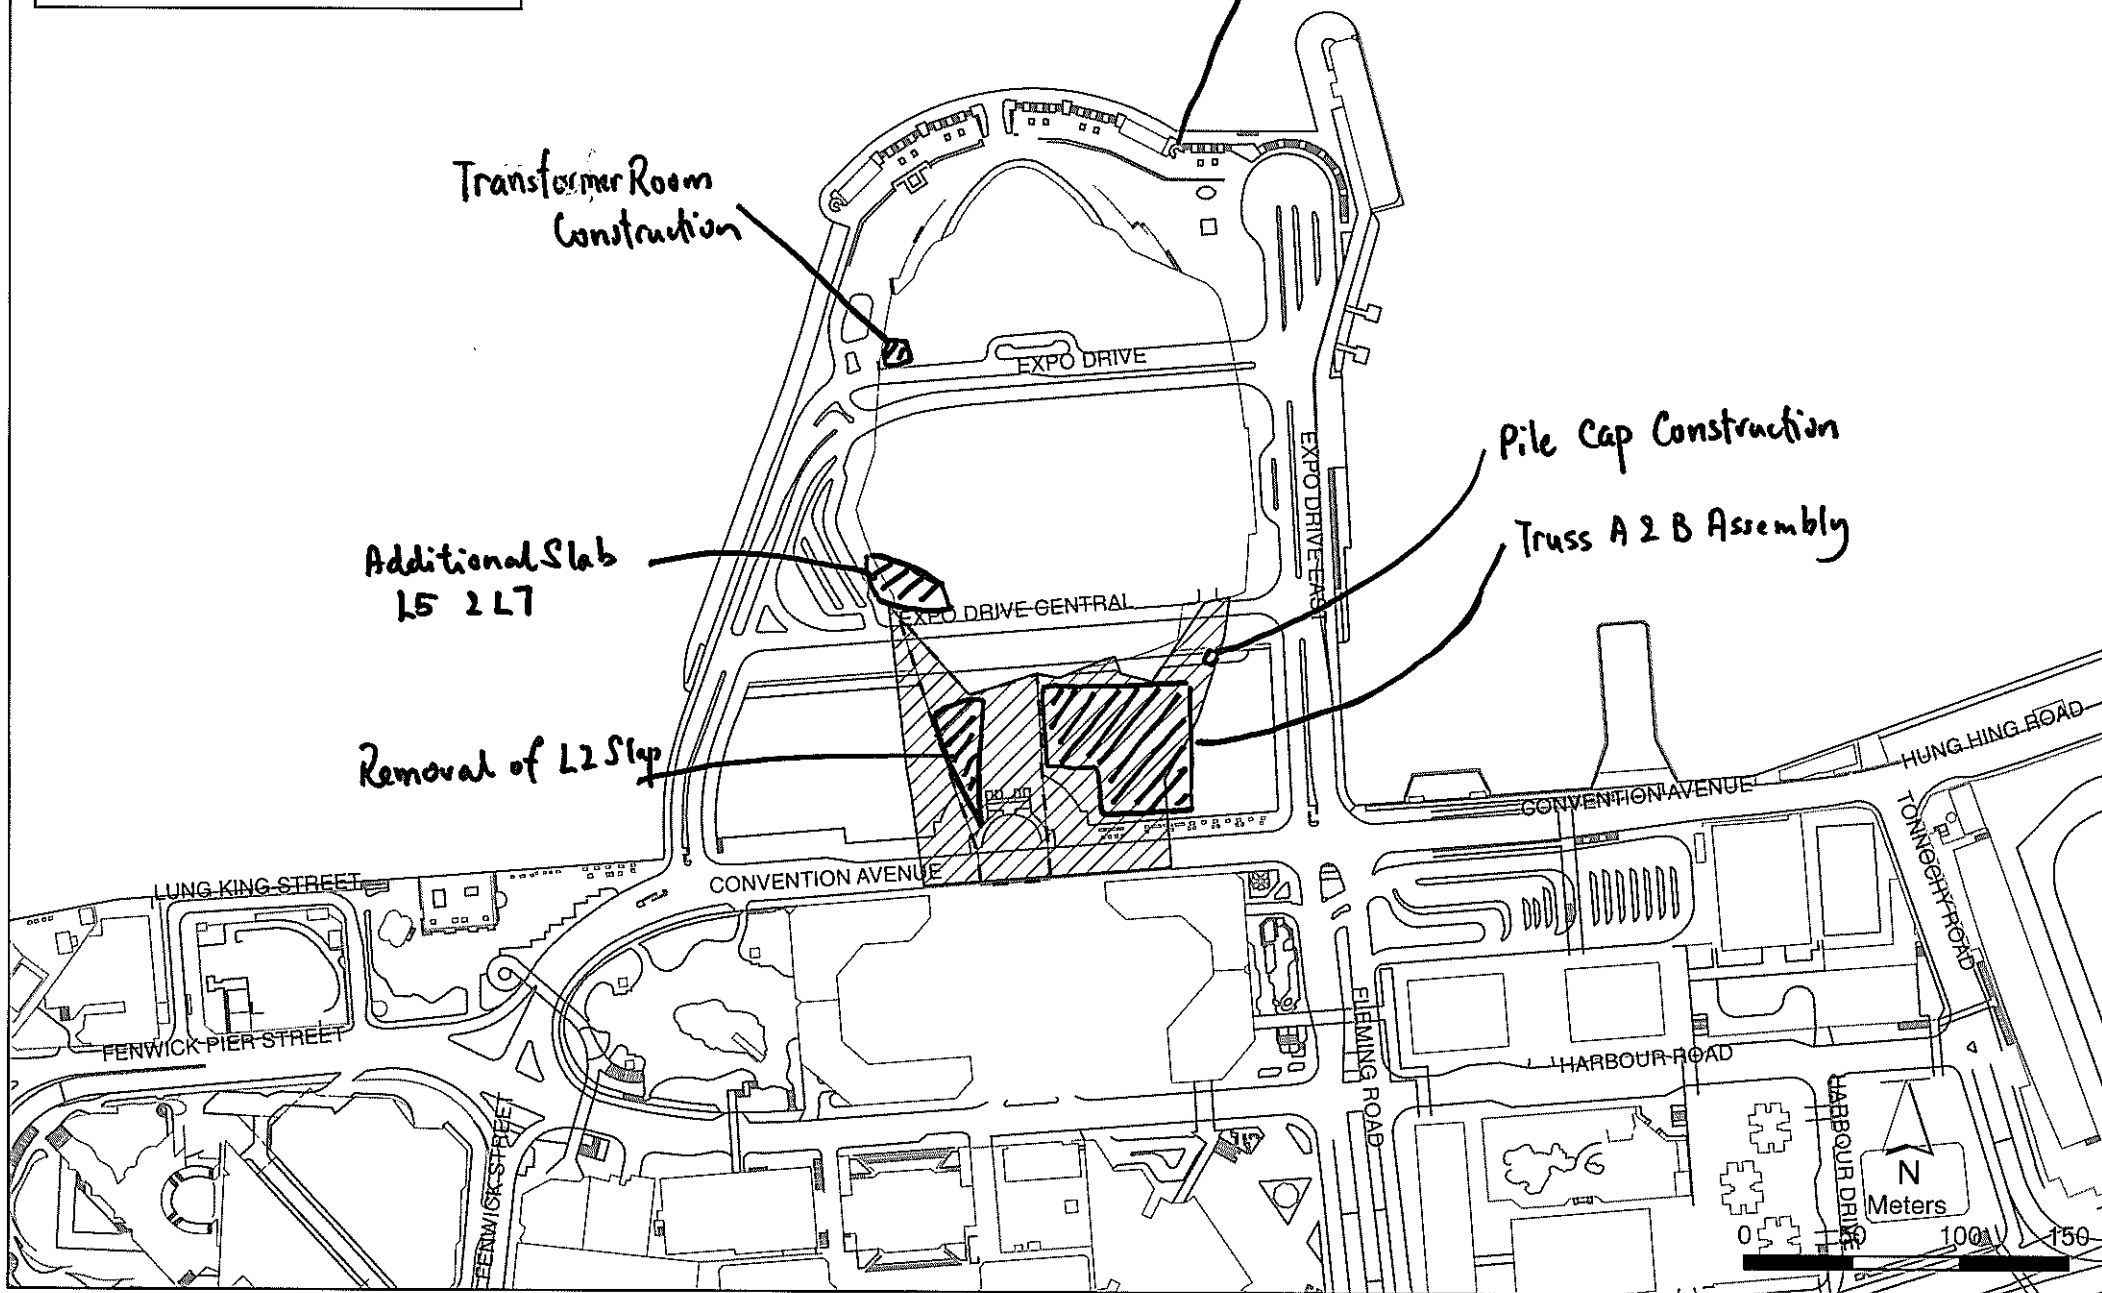 Transformer Room
Construction
EXPO DRIVE
Pile Cap Construction
EXPO DRIVE EAST
Truss A & B Assembly
Additional Slab
L5 & L7
EXPO DRIVE CENTRAL
Removal of L2 Slap
HUNG HING ROAD
CONVENTION AVENUE
TONNOCHY ROAD
LUNG KING STREET
CONVENTION AVENUE
FENWICK PIER STREET
FLEMING ROAD
HARBOUR ROAD
FENWICK STREET
HARBOUR DRIVE
N
Meters
0 50 100 150